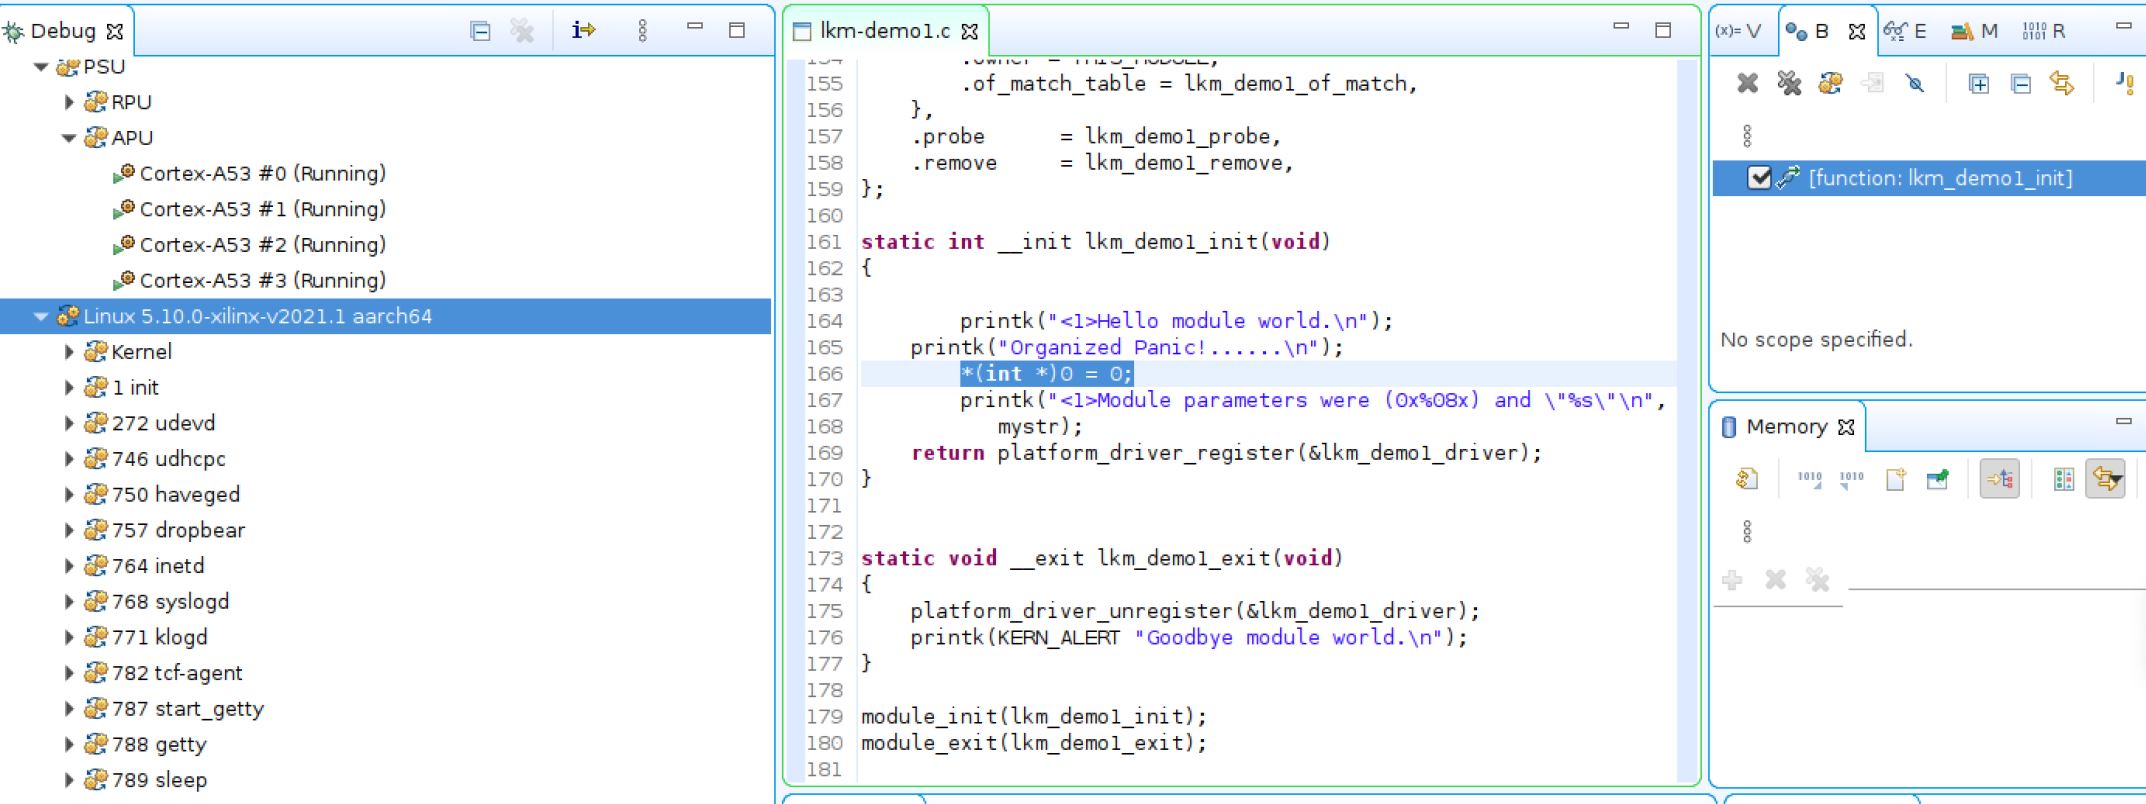 Debug
PSU
RPU
APU
Cortex-A53 #0 (Running)
Cortex-A53 #1 (Running)
Cortex-A53 #2 (Running)
Cortex-A53 #3 (Running)
Linux 5.10.0-xilinx-v2021.1 aarch64
Kernel
1 init
272 udevd
746 udhcpc
750 haveged
757 dropbear
764 inetd
768 syslogd
771 klogd
782 tcf-agent
787 start_getty
788 getty
789 sleep
lkm-demo1.c
154 .owner = THIS_MODULE,
155 .of_match_table = lkm_demo1_of_match,
156 },
157 .probe = lkm_demo1_probe,
158 .remove = lkm_demo1_remove,
159 };
160
161 static int __init lkm_demo1_init(void)
162 {
163
164 printk("<1>Hello module world.\n");
165 printk("Organized Panic!......\n");
166 *(int *)0 = 0;
167 printk("<1>Module parameters were (0x%08x) and \"%s\"\n",
168 mystr);
169 return platform_driver_register(&lkm_demo1_driver);
170 }
171
172
173 static void __exit lkm_demo1_exit(void)
174 {
175 platform_driver_unregister(&lkm_demo1_driver);
176 printk(KERN_ALERT "Goodbye module world.\n");
177 }
178
179 module_init(lkm_demo1_init);
180 module_exit(lkm_demo1_exit);
181
(x)= V B E M 1010 0101 R
[function: lkm_demo1_init]
No scope specified.
Memory
1010 1010